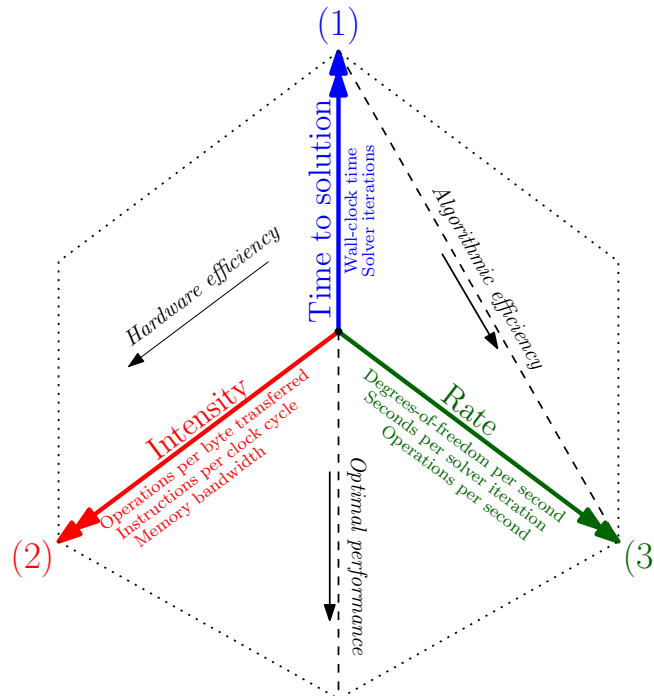 (1)
Time to solution
Wall-clock time
Solver iterations
Hardware efficiency
Algorithmic efficiency
Intensity
Operations per byte transferred
Instructions per clock cycle
Memory bandwidth
Rate
Degrees-of-freedom per second
Seconds per solver iteration
Operations per second
Optimal performance
(2)
(3